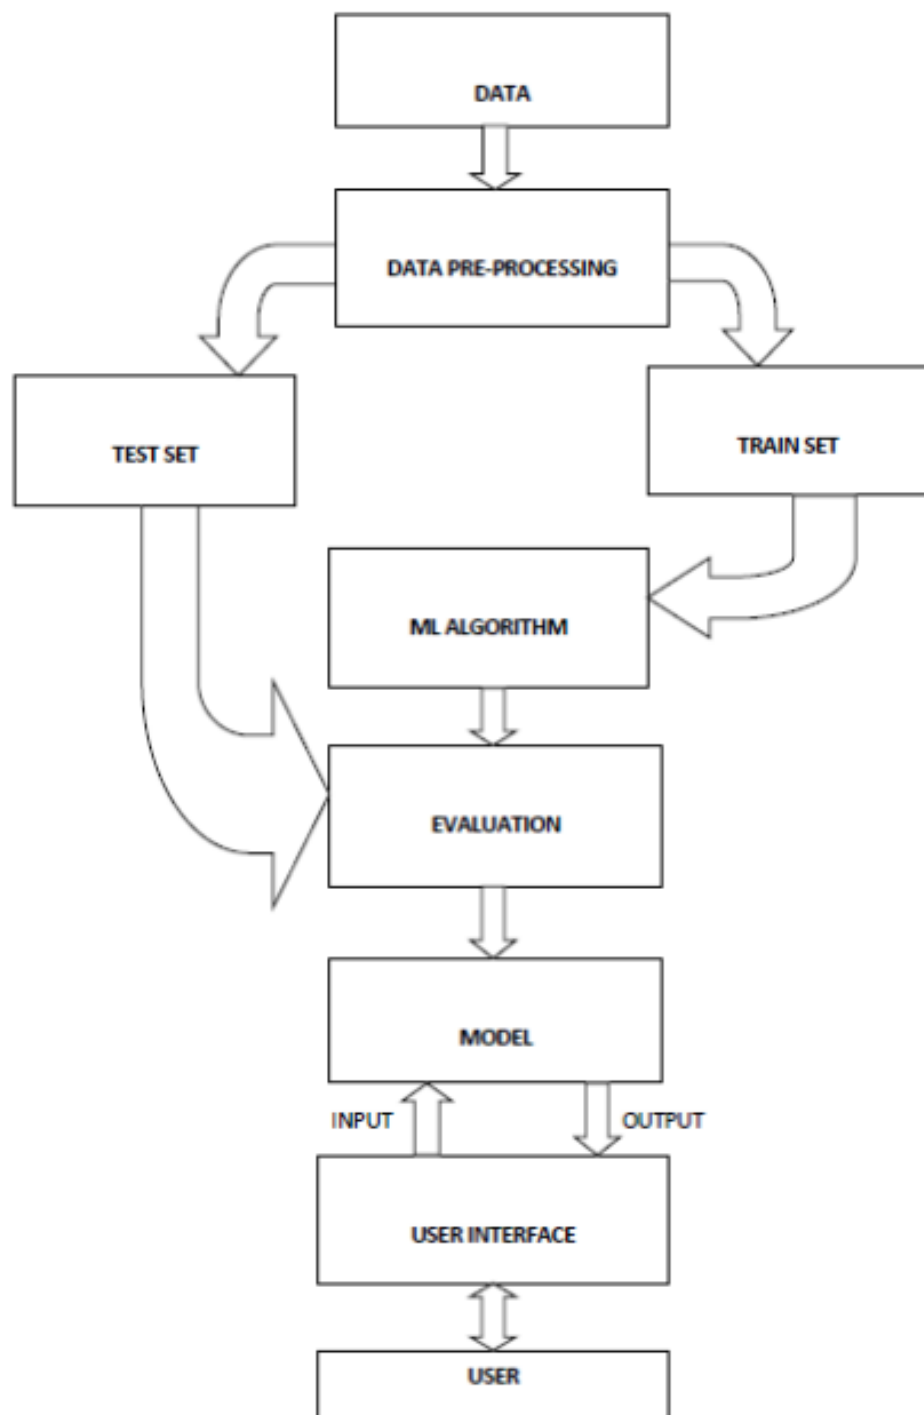 DATA
DATA PRE-PROCESSING
TEST SET
TRAIN SET
ML ALGORITHM
EVALUATION
MODEL
INPUT
OUTPUT
USER INTERFACE
USER